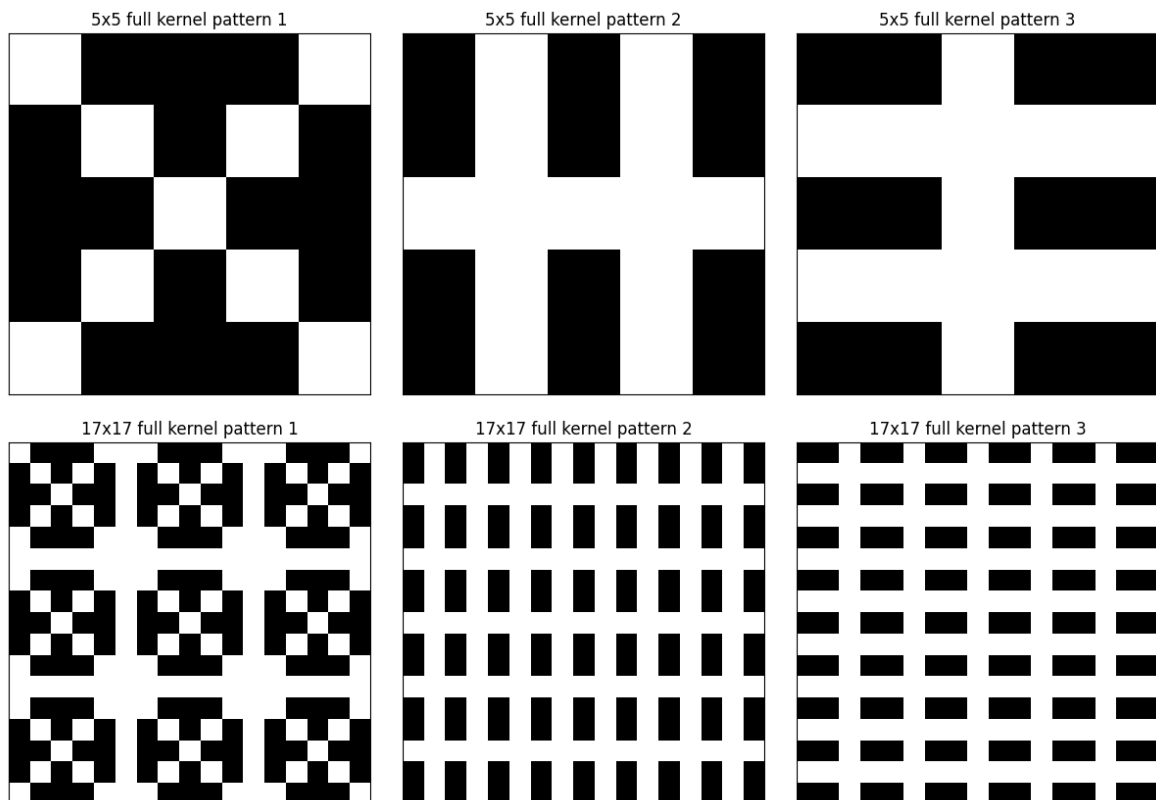 5x5 full kernel pattern 1
5x5 full kernel pattern 2
5x5 full kernel pattern 3
17x17 full kernel pattern 1
17x17 full kernel pattern 2
17x17 full kernel pattern 3